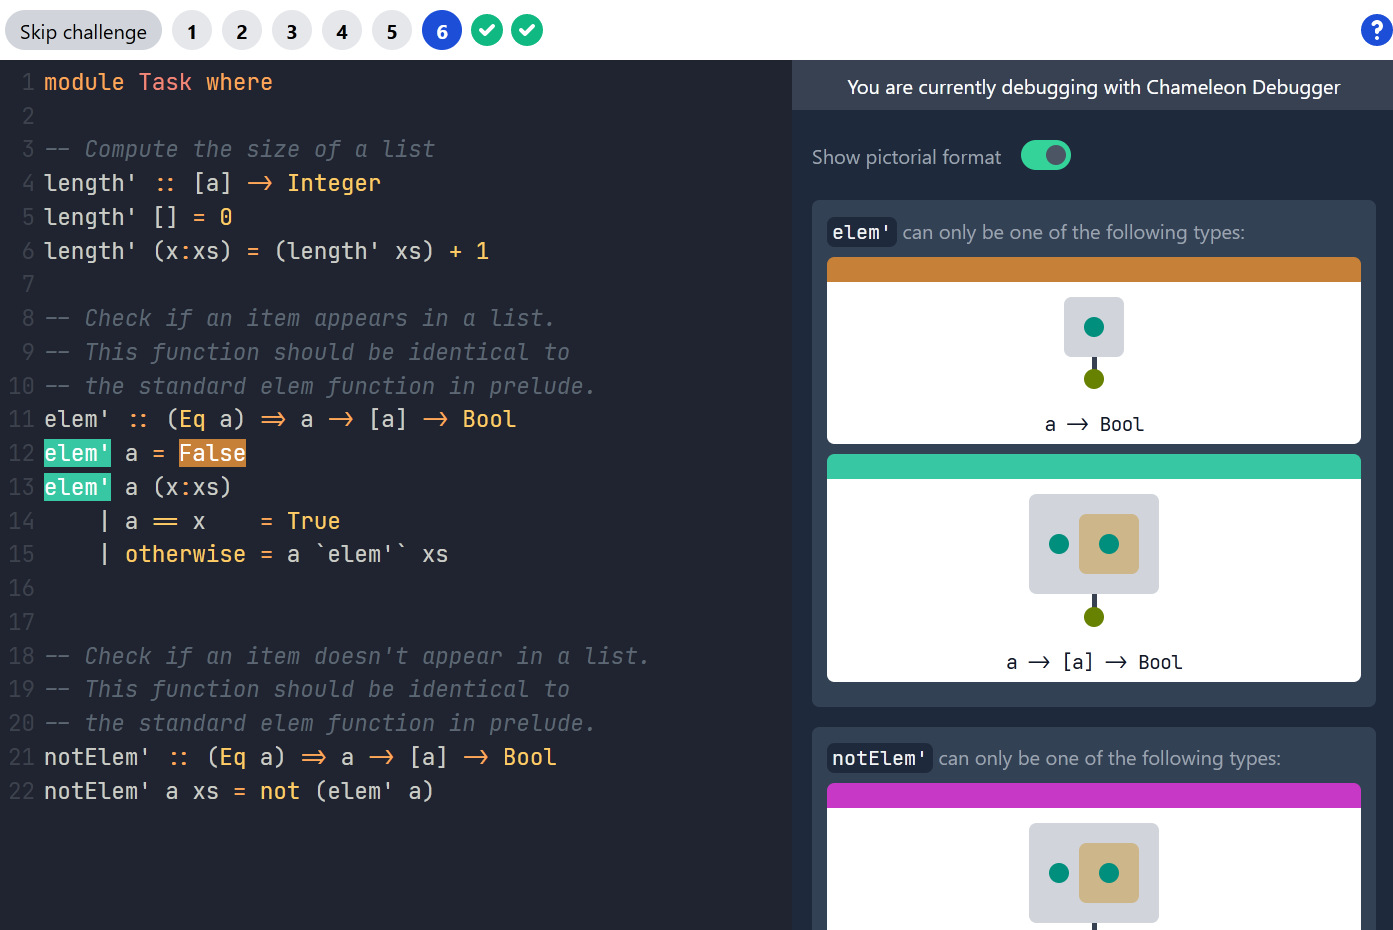 Skip challenge 1 2 3 4 5 6 ?
1 module Task where
2
3 -- Compute the size of a list
4 length' :: [a] -> Integer
5 length' [] = 0
6 length' (x:xs) = (length' xs) + 1
7
8 -- Check if an item appears in a list.
9 -- This function should be identical to
10 -- the standard elem function in prelude.
11 elem' :: (Eq a) => a -> [a] -> Bool
12 elem' a = False
13 elem' a (x:xs)
14     | a == x    = True
15     | otherwise = a `elem'` xs
16
17
18 -- Check if an item doesn't appear in a list.
19 -- This function should be identical to
20 -- the standard elem function in prelude.
21 notElem' :: (Eq a) => a -> [a] -> Bool
22 notElem' a xs = not (elem' a)
You are currently debugging with Chameleon Debugger
Show pictorial format
elem' can only be one of the following types:
a -> Bool
a -> [a] -> Bool
notElem' can only be one of the following types: